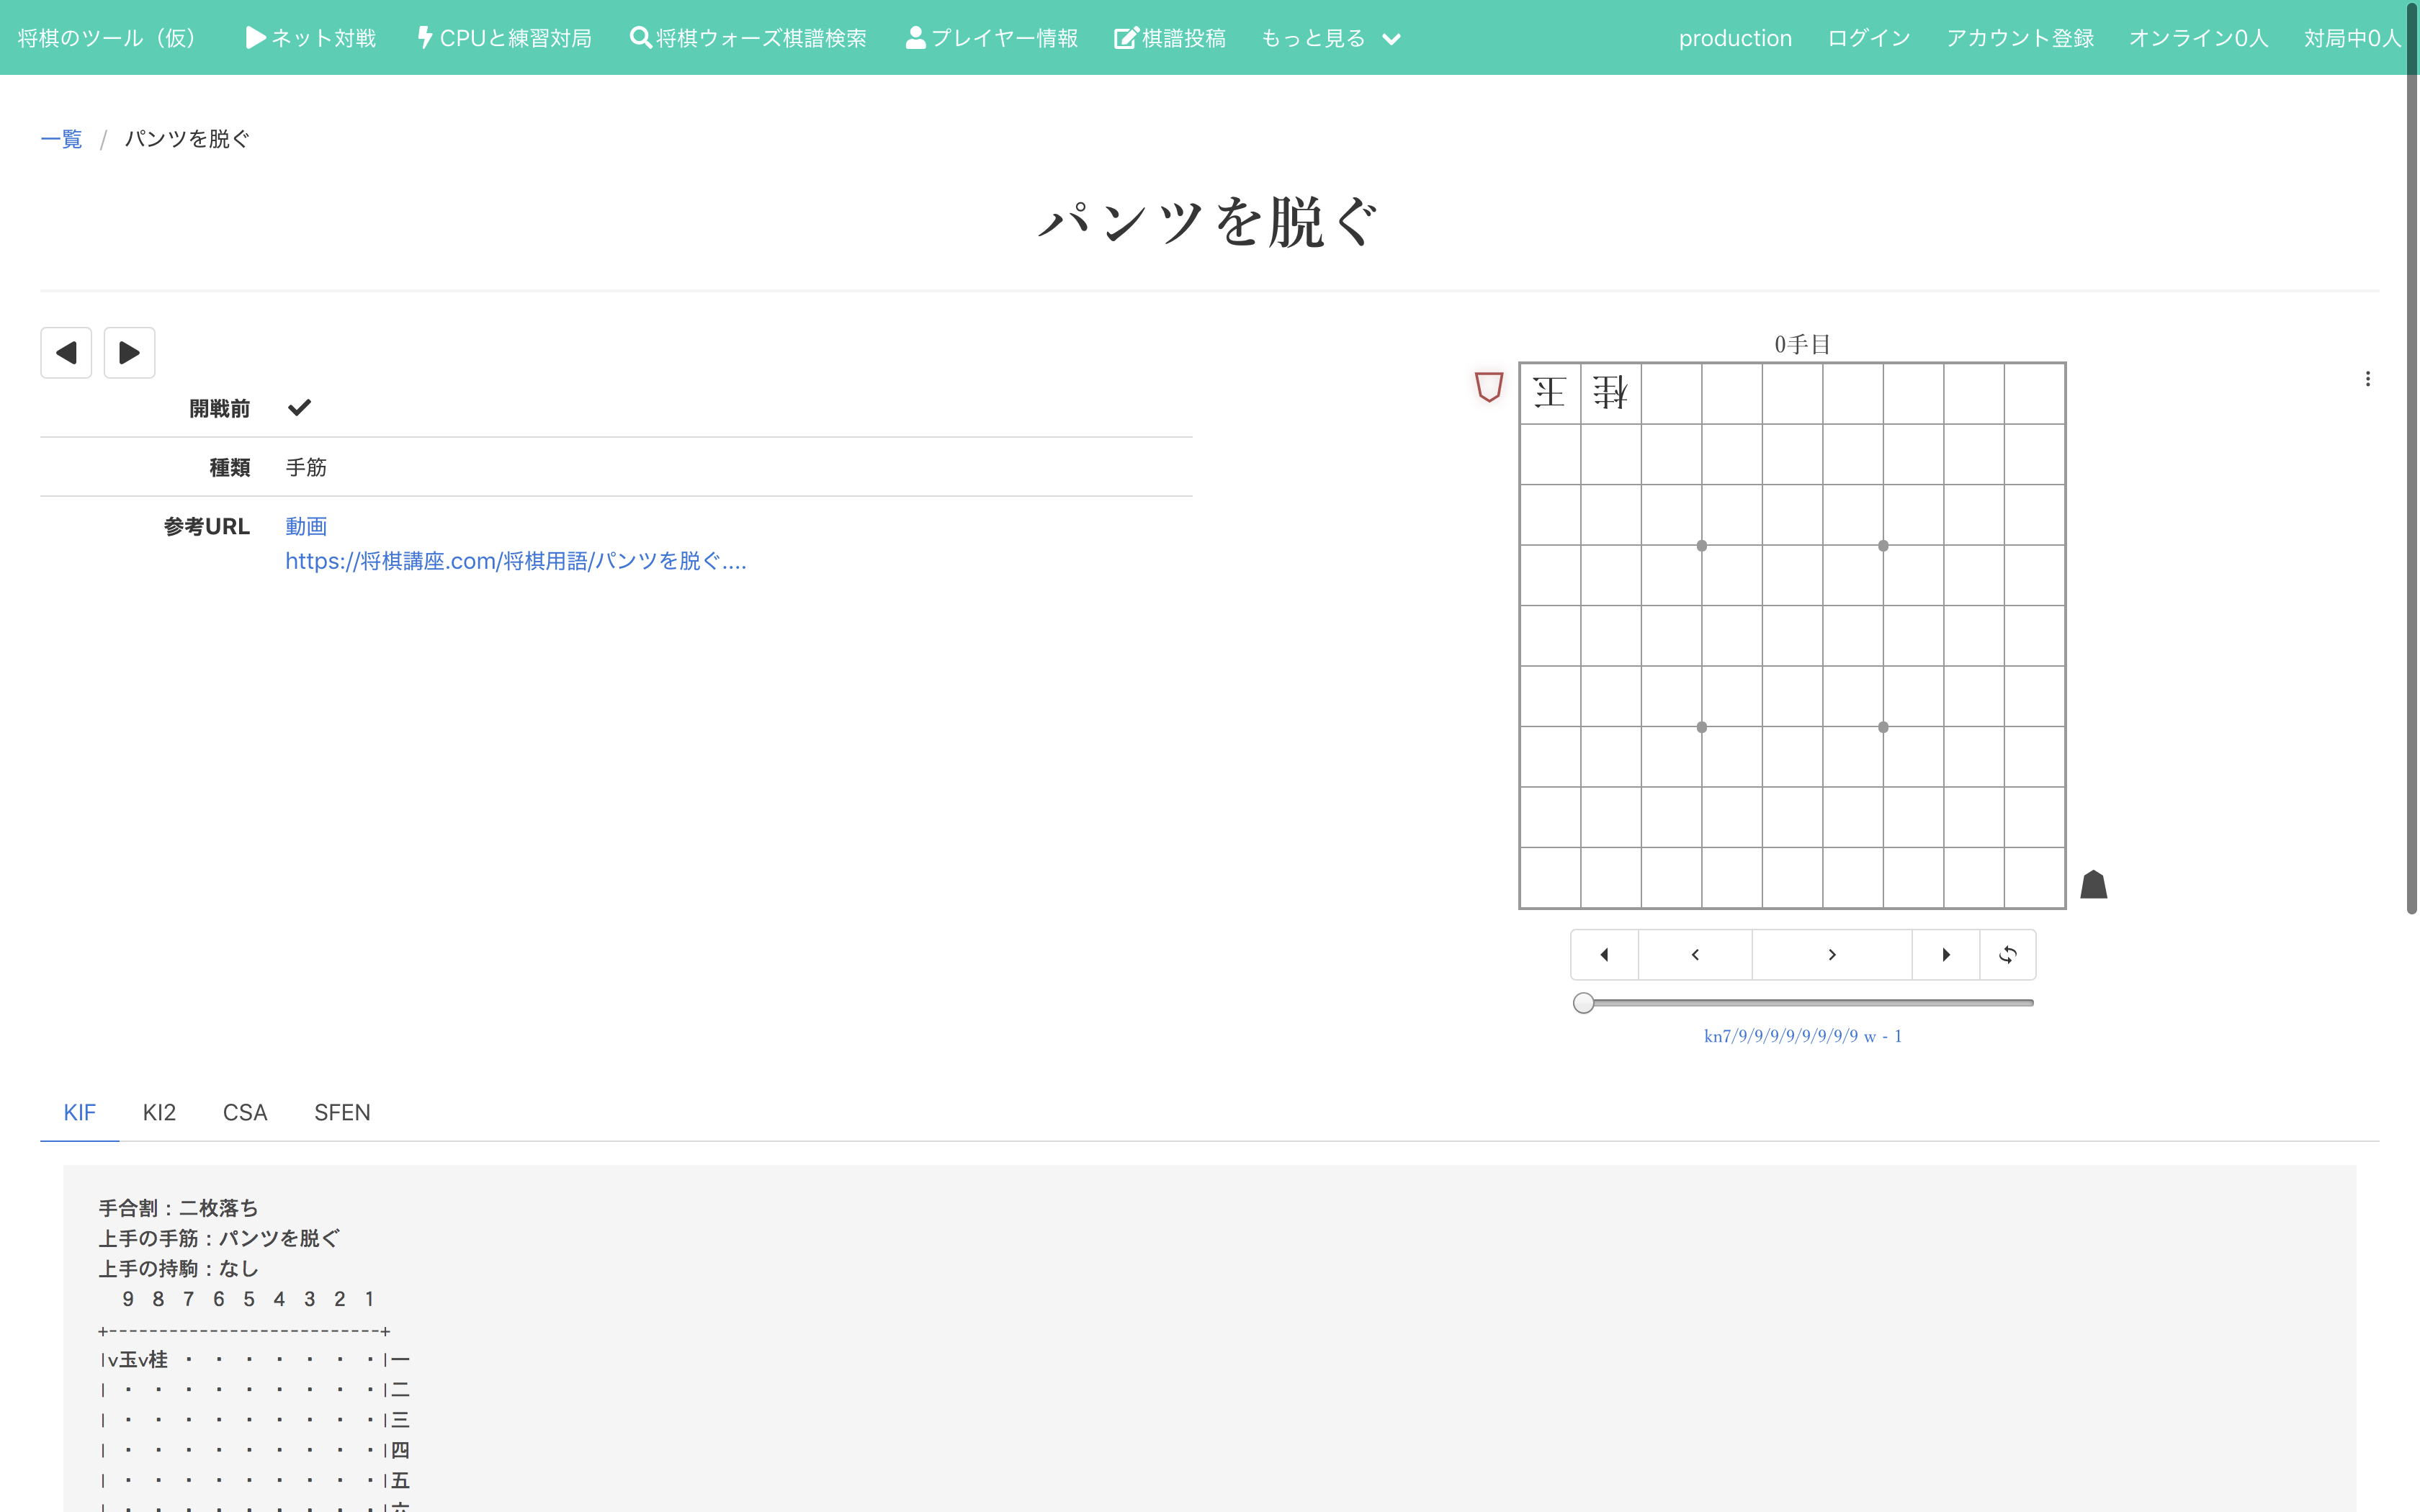 将棋のツール（仮） ネット対戦 CPUと練習対局 将棋ウォーズ棋譜検索 プレイヤー情報 棋譜投稿 もっと見る production ログイン アカウント登録 オンライン0人 対局中0人
一覧 / パンツを脱ぐ
パンツを脱ぐ
開戦前
種類 手筋
参考URL 動画
https://将棋講座.com/将棋用語/パンツを脱ぐ....
0手目
玉 桂
kn7/9/9/9/9/9/9/9/9 w - 1
KIF KI2 CSA SFEN
手合割：二枚落ち
上手の手筋：パンツを脱ぐ
上手の持駒：なし
9 8 7 6 5 4 3 2 1
+---------------------------+
|v玉v桂 ・ ・ ・ ・ ・ ・ ・|一
| ・ ・ ・ ・ ・ ・ ・ ・ ・|二
| ・ ・ ・ ・ ・ ・ ・ ・ ・|三
| ・ ・ ・ ・ ・ ・ ・ ・ ・|四
| ・ ・ ・ ・ ・ ・ ・ ・ ・|五
| ・ ・ ・ ・ ・ ・ ・ ・ ・|六